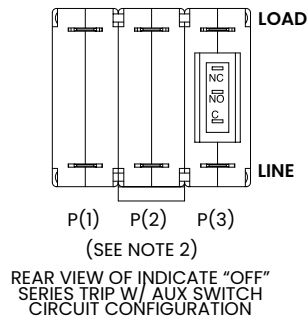 LOAD
NC
NO
C
LINE
P(1) P(2) P(3)
(SEE NOTE 2)
REAR VIEW OF INDICATE “OFF”
SERIES TRIP W/ AUX SWITCH
CIRCUIT CONFIGURATION